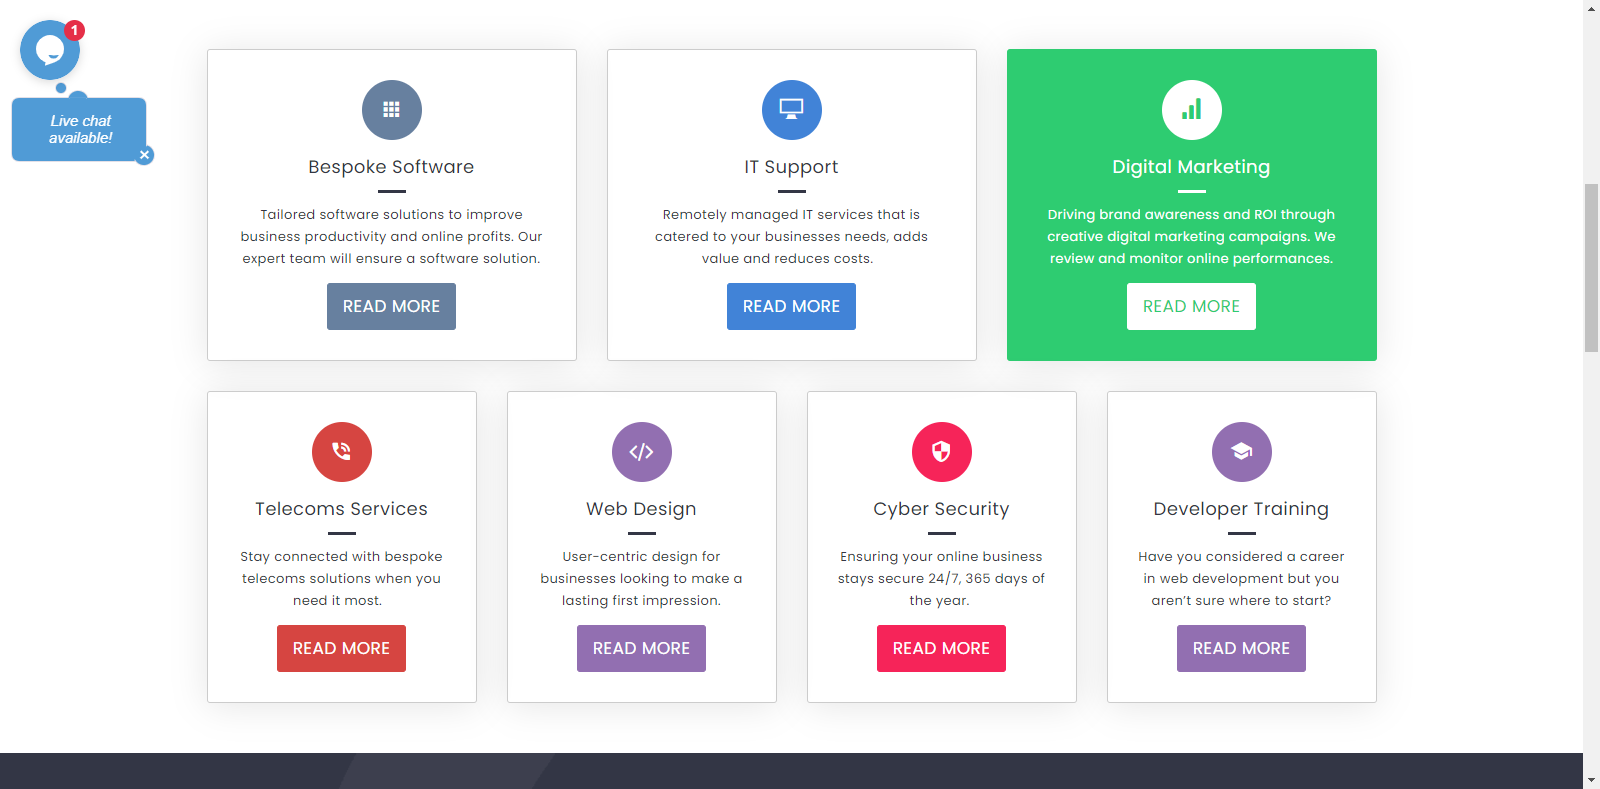 1
Live chat
available!
Bespoke Software
Tailored software solutions to improve
business productivity and online profits. Our
expert team will ensure a software solution.
READ MORE
IT Support
Remotely managed IT services that is
catered to your businesses needs, adds
value and reduces costs.
READ MORE
Digital Marketing
Driving brand awareness and ROI through
creative digital marketing campaigns. We
review and monitor online performances.
READ MORE
Telecoms Services
Stay connected with bespoke
telecoms solutions when you
need it most.
READ MORE
Web Design
User-centric design for
businesses looking to make a
lasting first impression.
READ MORE
Cyber Security
Ensuring your online business
stays secure 24/7, 365 days of
the year.
READ MORE
Developer Training
Have you considered a career
in web development but you
aren’t sure where to start?
READ MORE